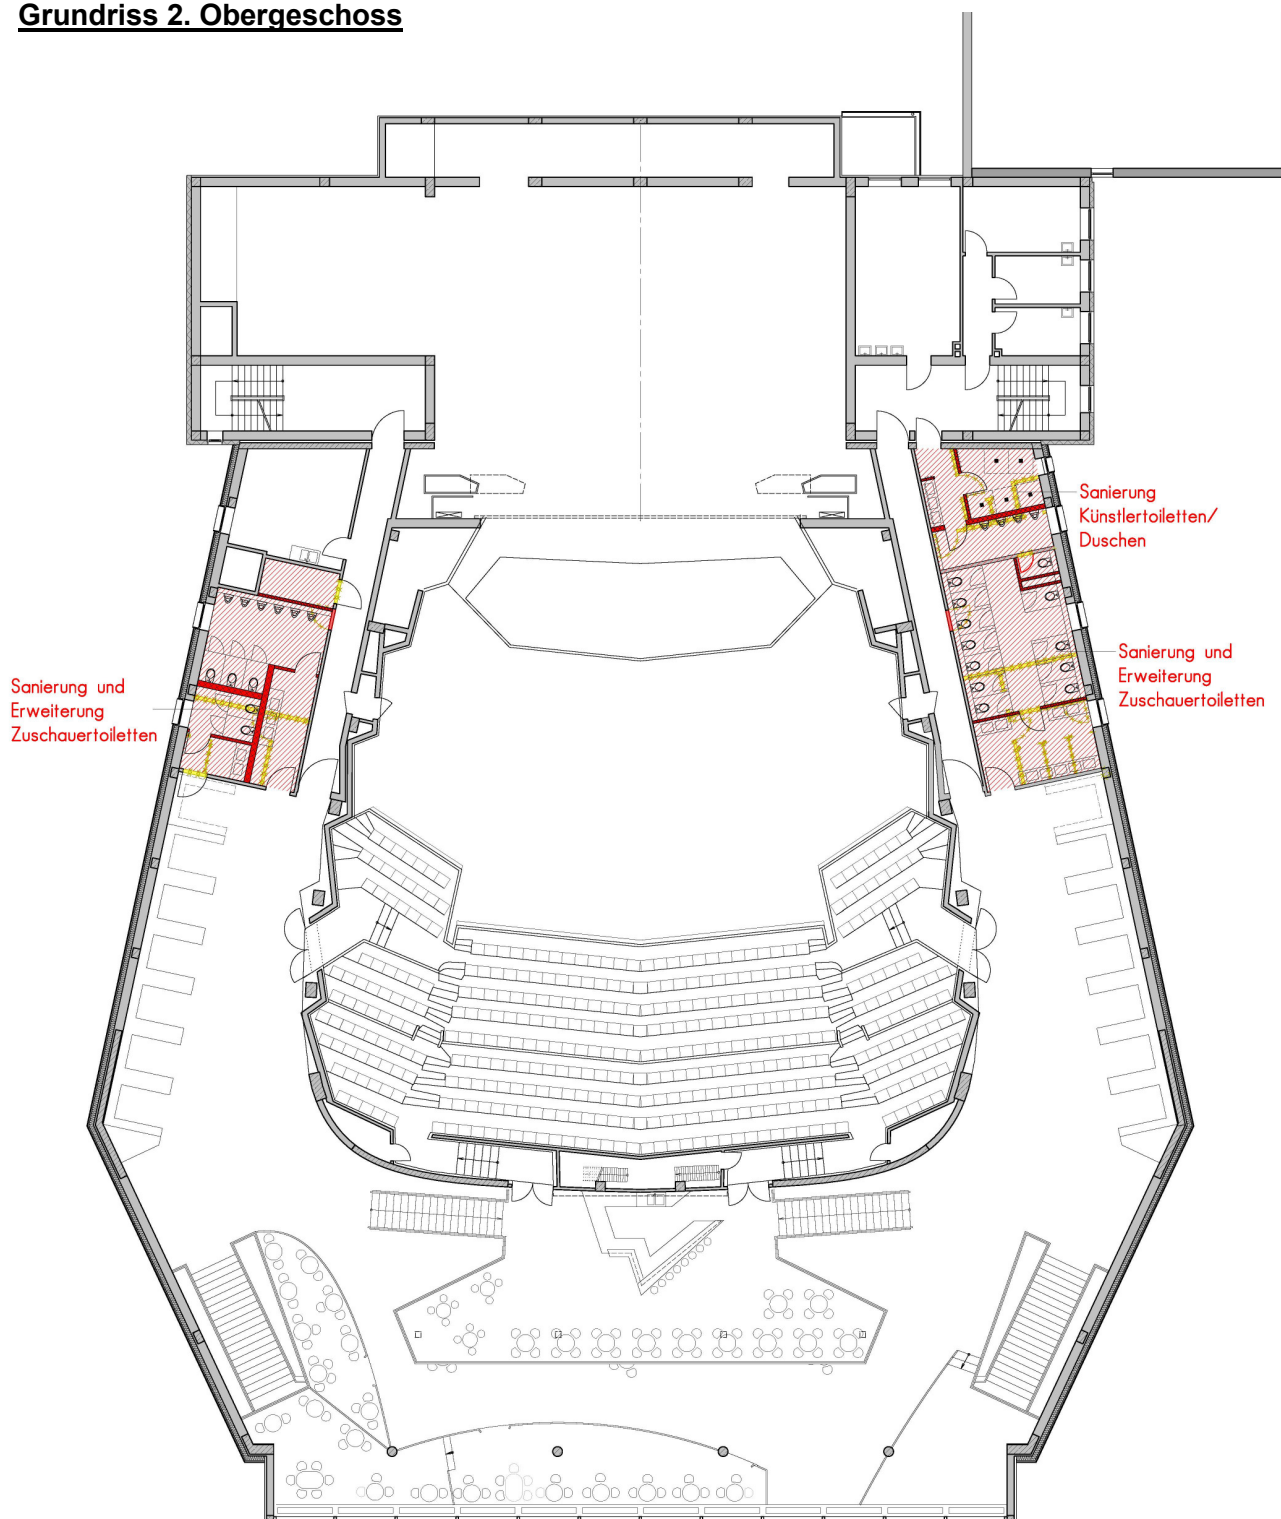 Grundriss 2. Obergeschoss
Sanierung
Künstlertoiletten/
Duschen
Sanierung und
Erweiterung
Zuschauertoiletten
Sanierung und
Erweiterung
Zuschauertoiletten